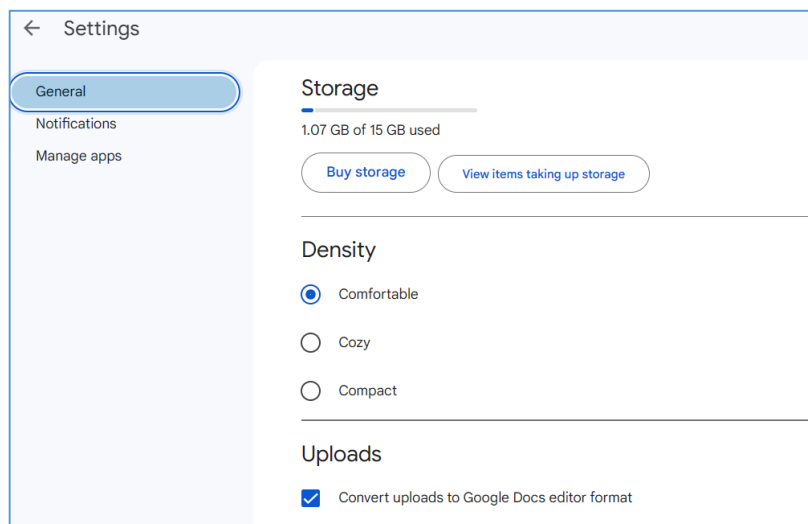 Settings
General
Notifications
Manage apps
Storage
1.07 GB of 15 GB used
Buy storage
View items taking up storage
Density
Comfortable
Cozy
Compact
Uploads
Convert uploads to Google Docs editor format